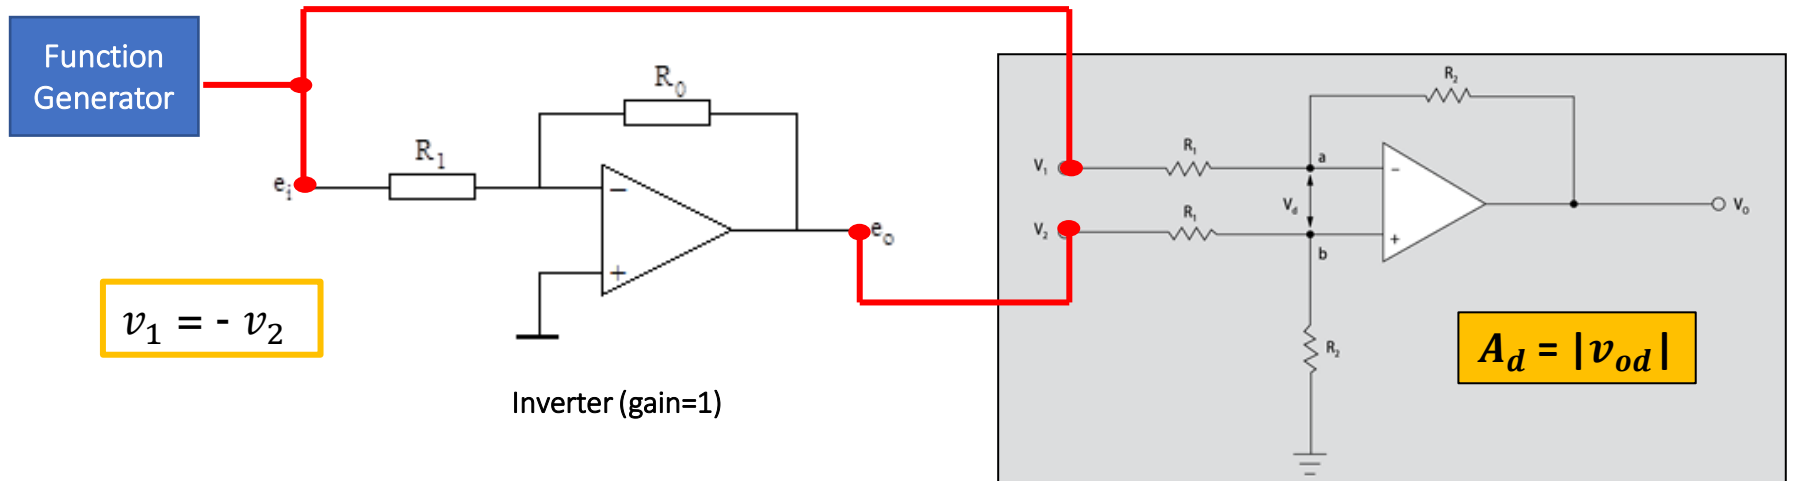 Function
Generator
R0
R1
ei
−
+
eo
v1 = - v2
Inverter (gain=1)
R2
V1
R1
a
−
Vd
V2
R1
+
b
Vo
R2
Ad = |vod|